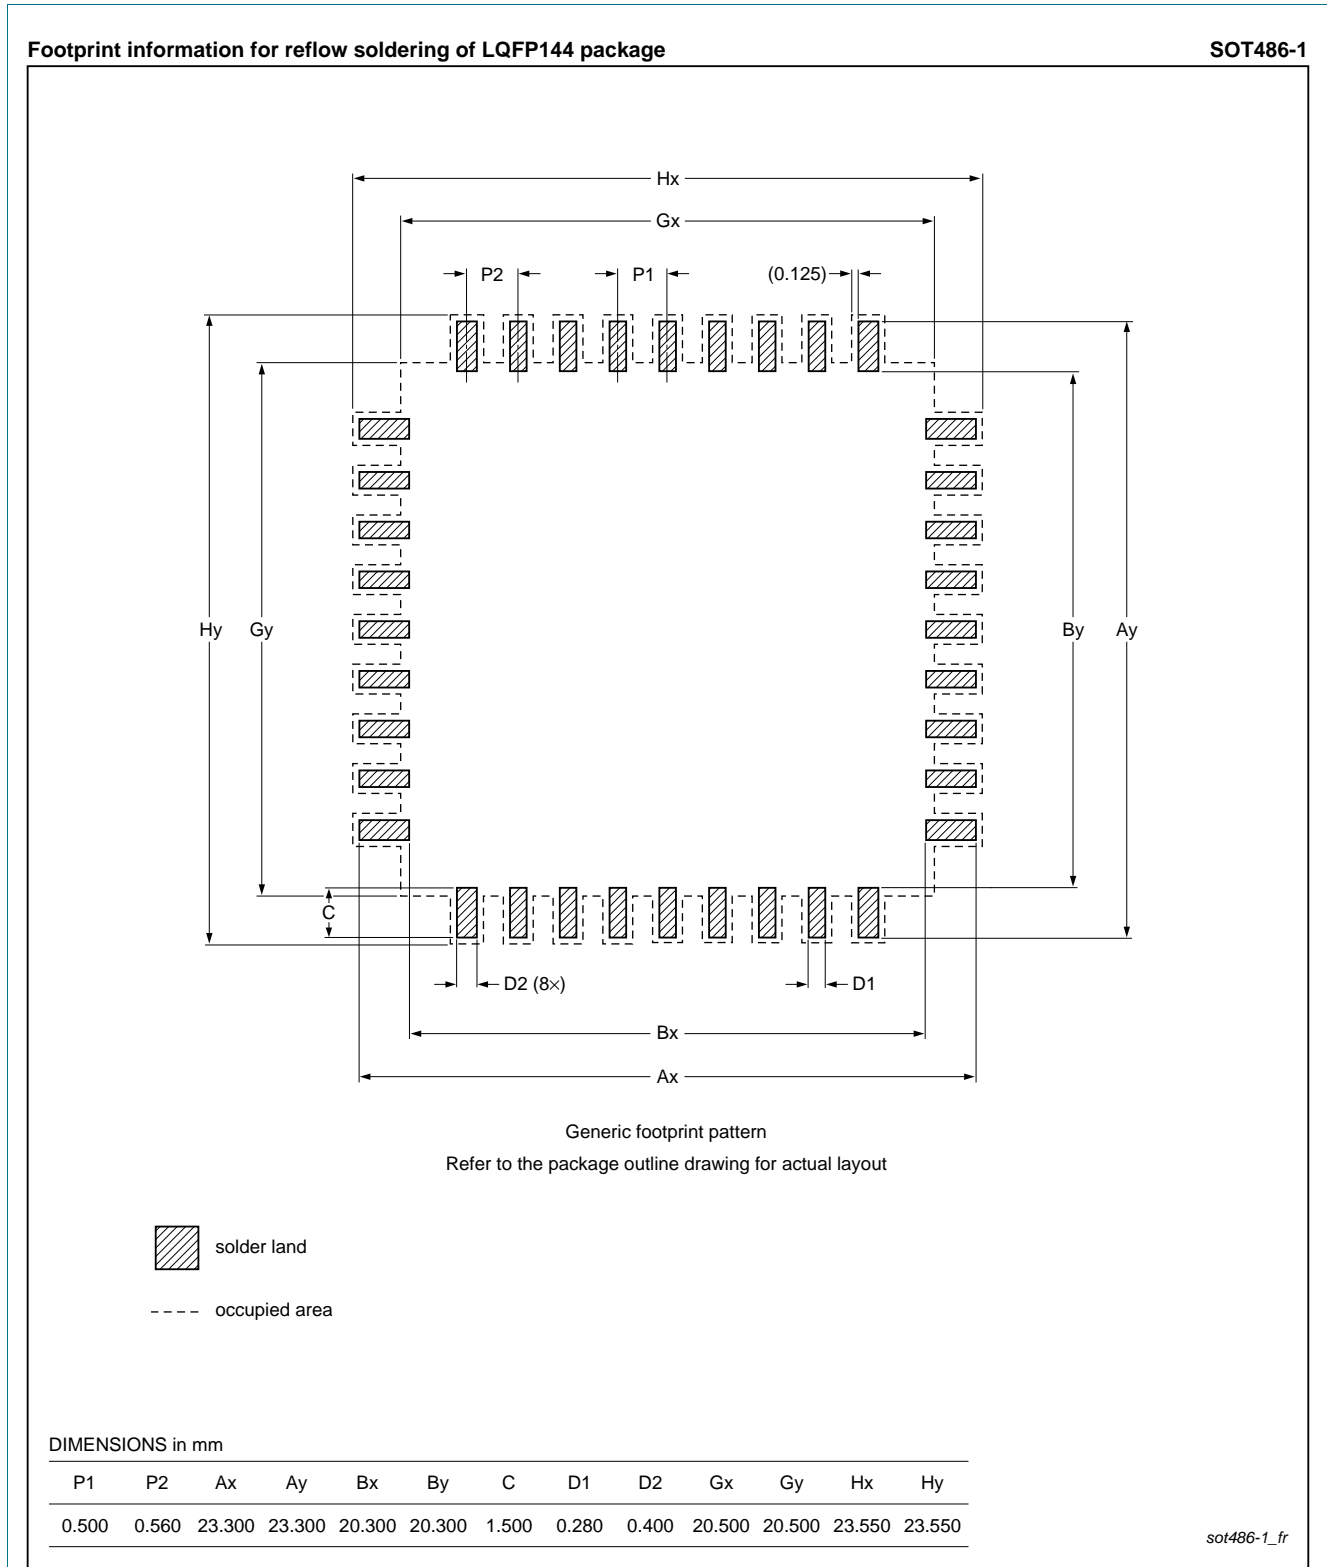 Footprint information for reflow soldering of LQFP144 package SOT486-1
Hx
Gx
P2 P1 (0.125)
Hy Gy By Ay
C
D2 (8×) D1
Bx
Ax
Generic footprint pattern
Refer to the package outline drawing for actual layout
solder land
occupied area
DIMENSIONS in mm
P1 P2 Ax Ay Bx By C D1 D2 Gx Gy Hx Hy
0.500 0.560 23.300 23.300 20.300 20.300 1.500 0.280 0.400 20.500 20.500 23.550 23.550
sot486-1_fr